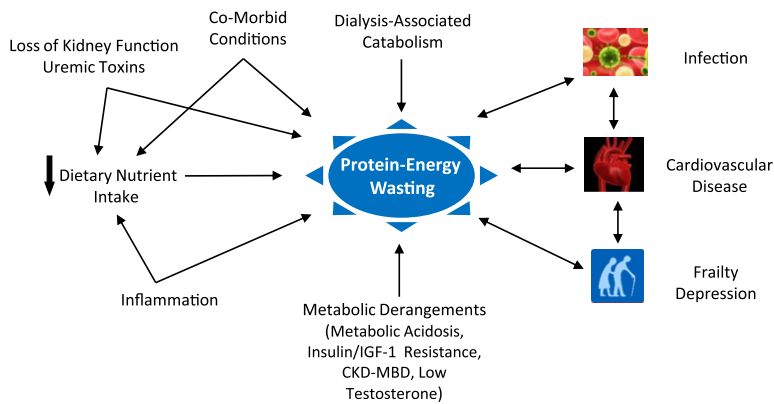 Loss of Kidney Function
Uremic Toxins
Co-Morbid
Conditions
Dialysis-Associated
Catabolism
Infection
Dietary Nutrient
Intake
Protein-Energy
Wasting
Cardiovascular
Disease
Inflammation
Frailty
Depression
Metabolic Derangements
(Metabolic Acidosis,
Insulin/IGF-1 Resistance,
CKD-MBD, Low
Testosterone)